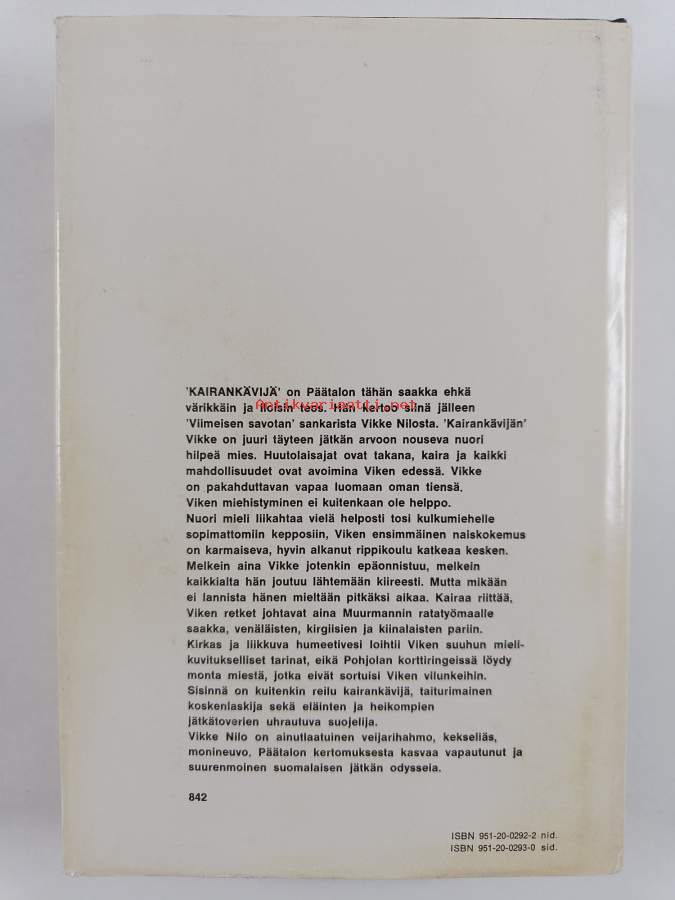 'KAIRANKÄVIJÄ' on Päätalon tähän saakka ehkä
värikkäin ja iloisin teos. Hän kertoo siinä jälleen
Antikvariaatti.net
'Viimeisen savotan' sankarista Vikke Nilosta. 'Kairankävijän'
Vikke on juuri täyteen jätkän arvoon nouseva nuori
hilpeä mies. Huutolaisajat ovat takana, kaira ja kaikki
mahdollisuudet ovat avoimina Viken edessä. Vikke
on pakahduttavan vapaa luomaan oman tiensä.
Viken miehistyminen ei kuitenkaan ole helppo.
Nuori mieli liikahtaa vielä helposti tosi kulkumiehelle
sopimattomiin kepposiin, Viken ensimmäinen naiskokemus
on karmaiseva, hyvin alkanut rippikoulu katkeaa kesken.
Melkein aina Vikke jotenkin epäonnistuu, melkein
kaikkialta hän joutuu lähtemään kiireesti. Mutta mikään
ei lannista hänen mieltään pitkäksi aikaa. Kairaa riittää,
Viken retket johtavat aina Muurmannin ratatyömaalle
saakka, venäläisten, kirgiisien ja kiinalaisten pariin.
Kirkas ja liikkuva humeetivesi loihtii Viken suuhun mieli-
kuvitukselliset tarinat, eikä Pohjolan korttiringeissä löydy
monta miestä, jotka eivät sortuisi Viken vilunkeihin.
Sisinnä on kuitenkin reilu kairankävijä, taiturimainen
koskenlaskija sekä eläinten ja heikompien
jätkätoverien uhrautuva suojelija.
Vikke Nilo on ainutlaatuinen veijarihahmo, kekseliäs,
monineuvo. Päätalon kertomuksesta kasvaa vapautunut ja
suurenmoinen suomalaisen jätkän odysseia.
842
ISBN 951-20-0292-2 nid.
ISBN 951-20-0293-0 sid.